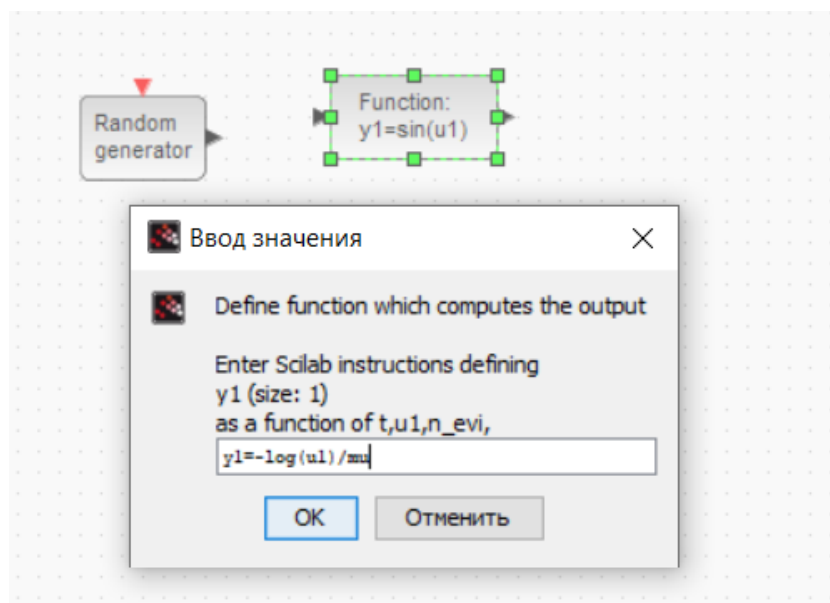 Random
generator
Function:
y1=sin(u1)
Ввод значения
Define function which computes the output
Enter Scilab instructions defining
y1 (size: 1)
as a function of t,u1,n_evi,
y1=-log(u1)/mu
OK
Отменить